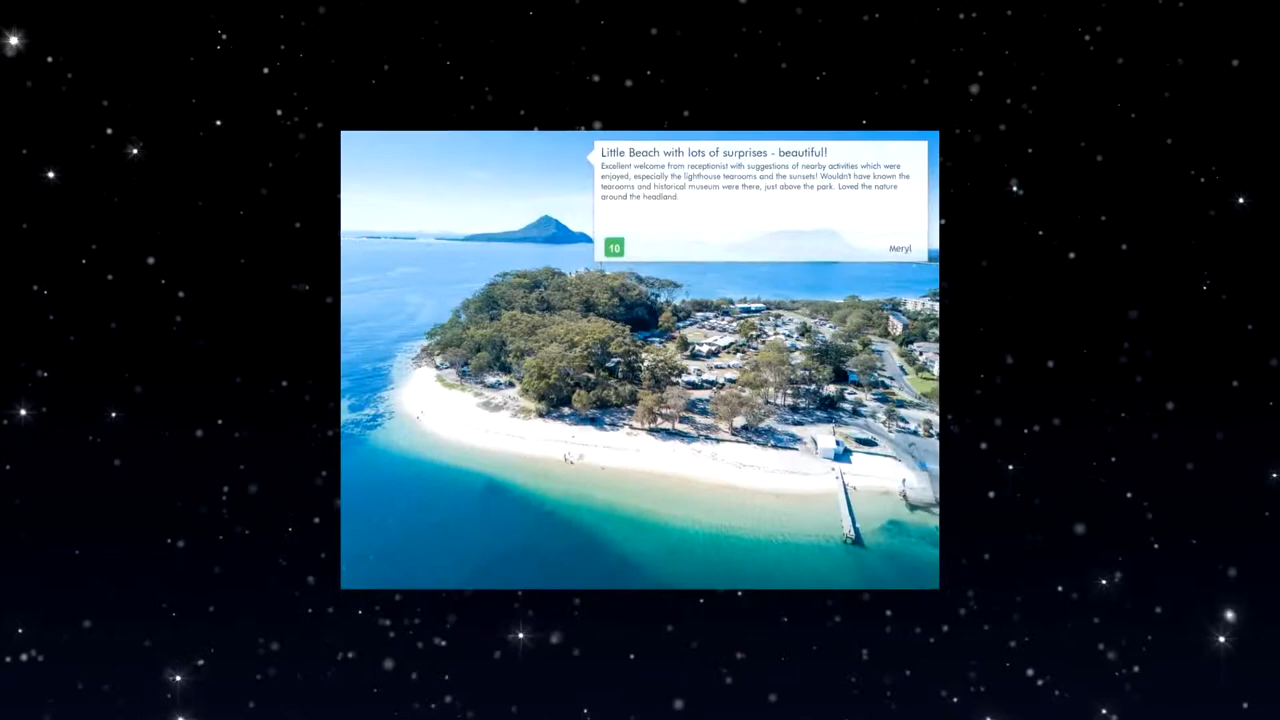 Little Beach with lots of surprises - beautiful!
Excellent welcome from receptionist with suggestions of nearby activities which were
enjoyed, especially the lighthouse tearooms and the sunsets! Wouldn't have known the
tearooms and historical museum were there, just above the park. Loved the nature
around the headland.
10
Meryl